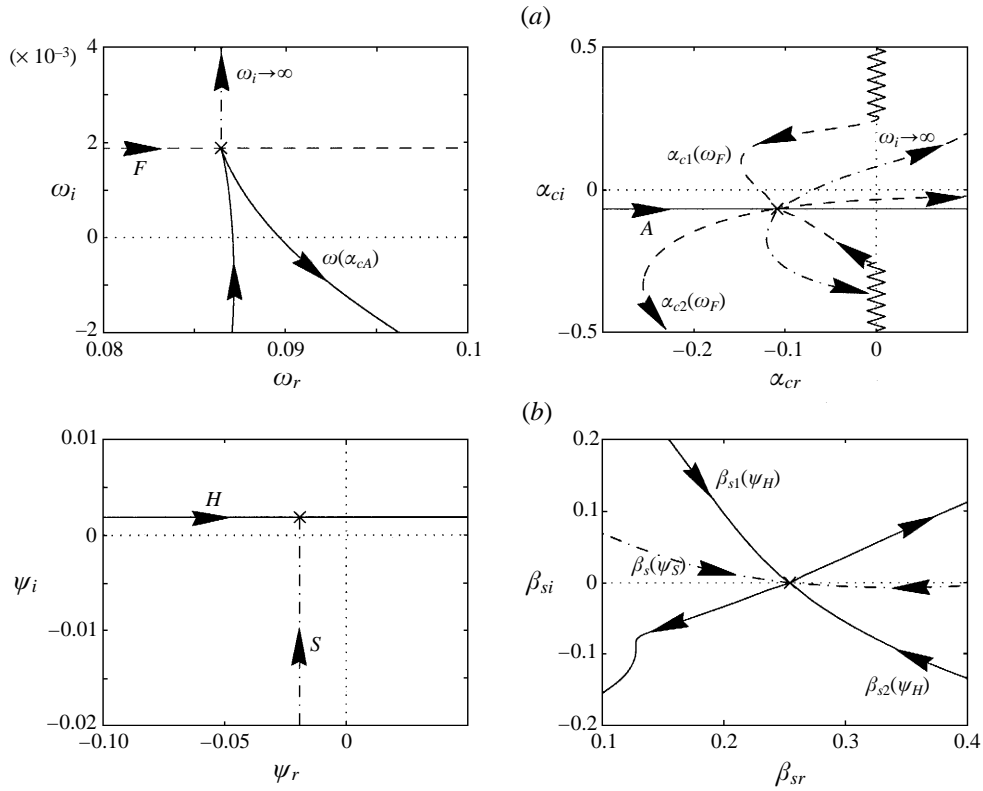 (a)
(× 10⁻³)
4
2
0
−2
ω_i
ω_i→∞
F
ω(α_cA)
0.08
0.09
0.1
ω_r
0.5
0
−0.5
α_ci
α_c1(ω_F)
ω_i→∞
A
α_c2(ω_F)
−0.2
−0.1
0
α_cr
(b)
0.01
0
−0.01
−0.02
ψ_i
H
S
−0.10
−0.05
0
ψ_r
0.2
0.1
0
−0.1
−0.2
β_si
β_s1(ψ_H)
β_s(ψ_S)
β_s2(ψ_H)
0.1
0.2
0.3
0.4
β_sr